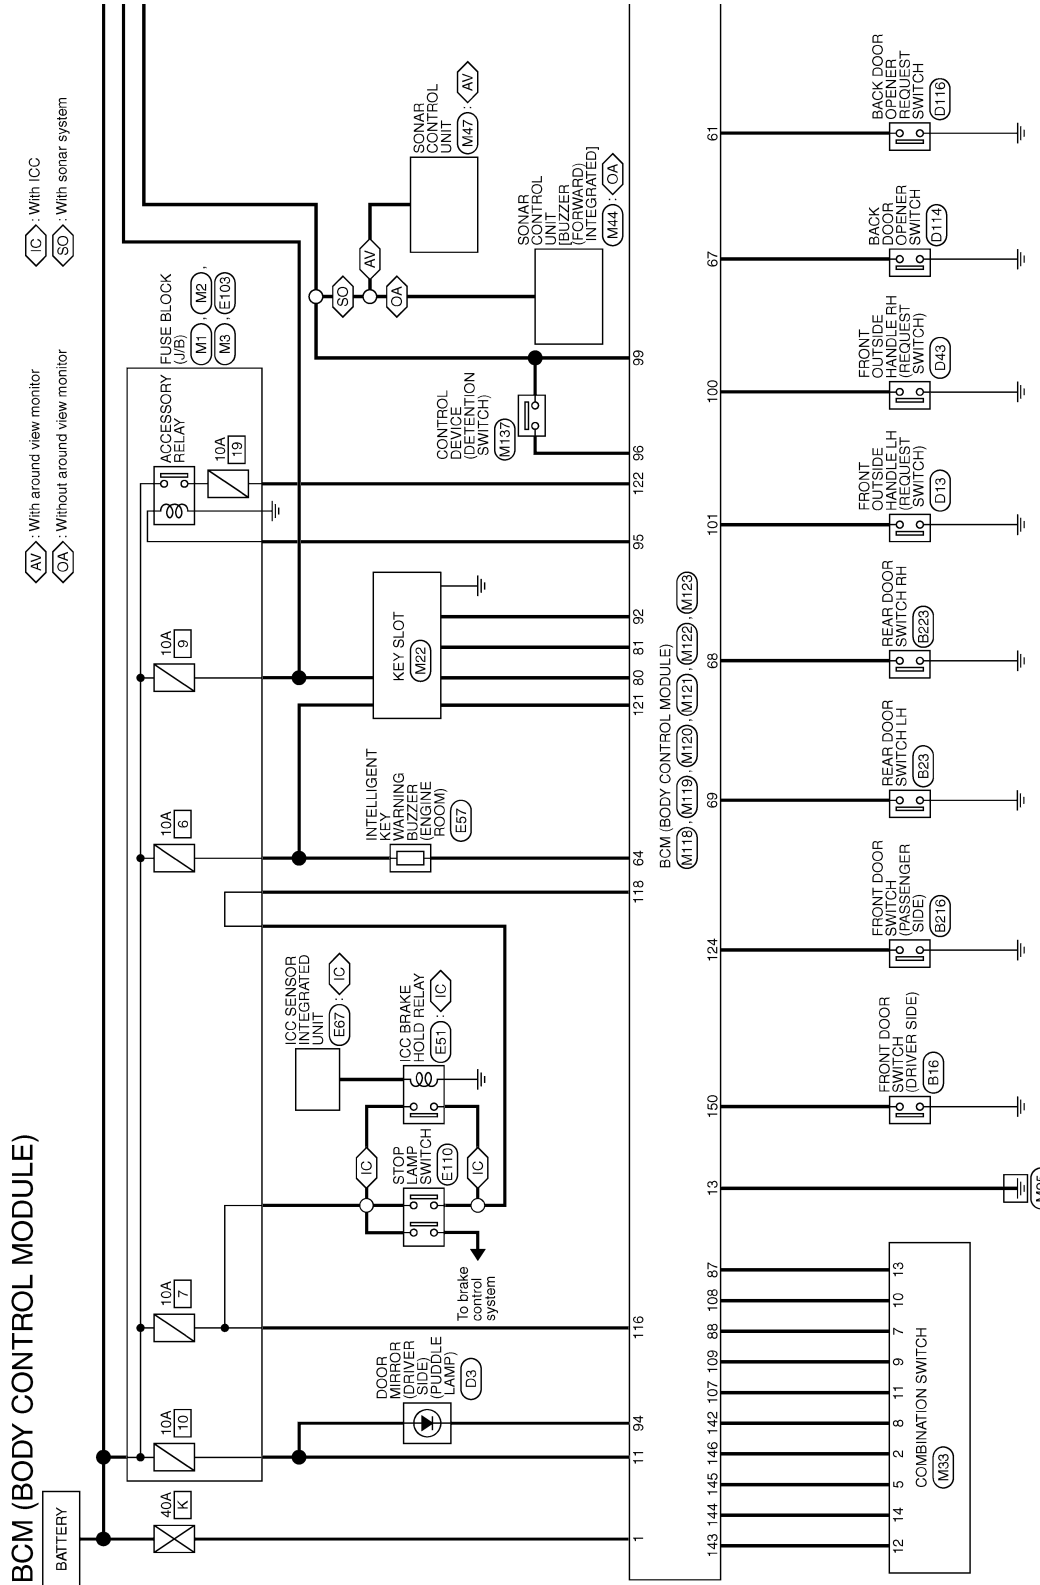 BCM (BODY CONTROL MODULE)
AV : With around view monitor
OA : Without around view monitor
IC : With ICC
SO : With sonar system
BATTERY
40A
K
10A
10
10A
7
10A
6
10A
9
ACCESSORY
RELAY
10A
19
FUSE BLOCK
(J/B)
M1 , M2 ,
M3 , E103
DOOR
MIRROR
(DRIVER
SIDE)
(PUDDLE
LAMP)
D3
To brake
control
system
IC
STOP
LAMP
SWITCH
E110
IC
ICC SENSOR
INTEGRATED
UNIT
E67 : IC
ICC BRAKE
HOLD RELAY
E51 : IC
INTELLIGENT
KEY
WARNING
BUZZER
(ENGINE
ROOM)
E57
KEY SLOT
M22
CONTROL
DEVICE
(DETENTION
SWITCH)
M137
SO
AV
OA
SONAR
CONTROL
UNIT
M47 : AV
SONAR
CONTROL
UNIT
[BUZZER
(FORWARD)
INTEGRATED]
M44 : OA
1
11
94
116
118
64
121
80
81
92
95
122
96
99
BCM (BODY CONTROL MODULE)
M118 , M119 , M120 , M121 , M122 , M123
143
144
145
146
142
107
109
88
108
87
13
150
124
69
68
101
100
67
61
12
14
5
2
8
11
9
7
10
13
COMBINATION SWITCH
M33
FRONT DOOR
SWITCH
(DRIVER SIDE)
B16
FRONT DOOR
SWITCH
(PASSENGER
SIDE)
B216
REAR DOOR
SWITCH LH
B23
REAR DOOR
SWITCH RH
B223
FRONT
OUTSIDE
HANDLE LH
(REQUEST
SWITCH)
D13
FRONT
OUTSIDE
HANDLE RH
(REQUEST
SWITCH)
D43
BACK
DOOR
OPENER
SWITCH
D114
BACK DOOR
OPENER
REQUEST
SWITCH
D116